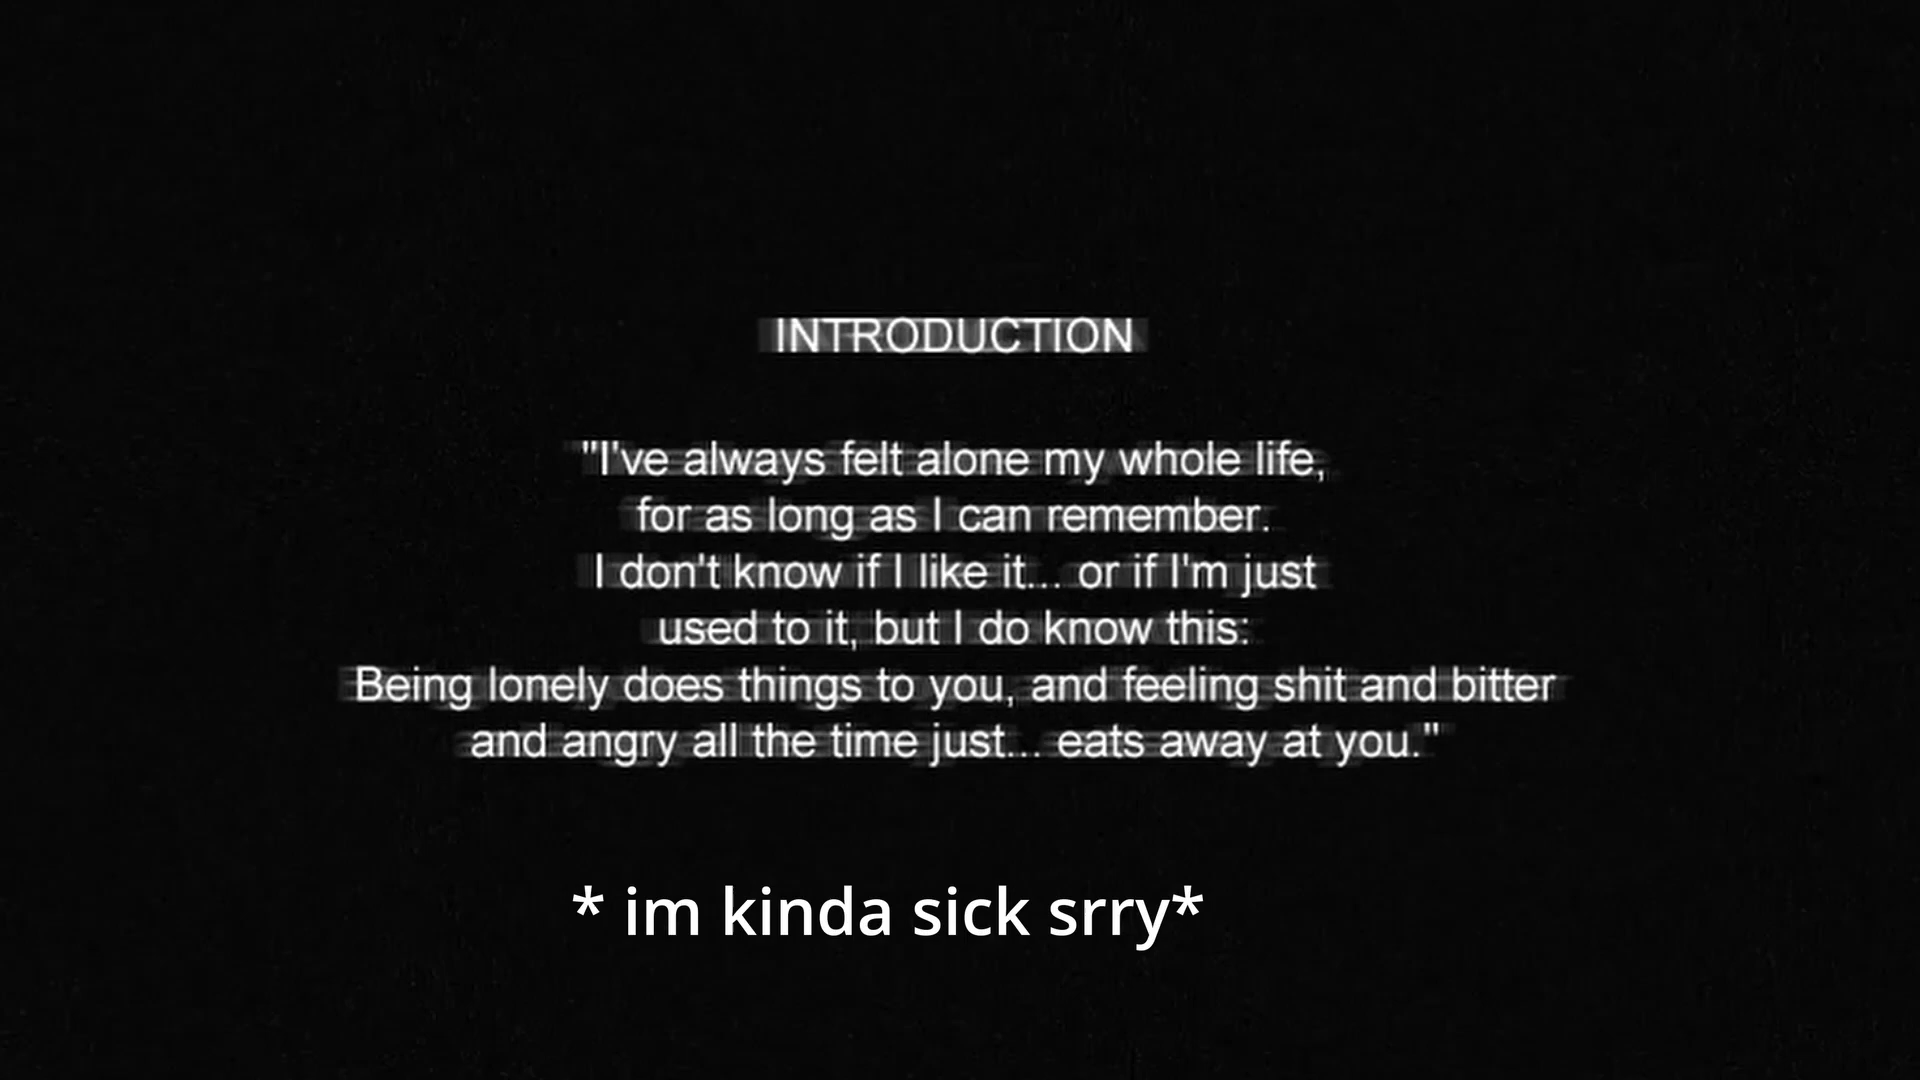 INTRODUCTION
"I've always felt alone my whole life,
for as long as I can remember.
I don't know if I like it... or if I'm just
used to it, but I do know this:
Being lonely does things to you, and feeling shit and bitter
and angry all the time just... eats away at you."
* im kinda sick srry*